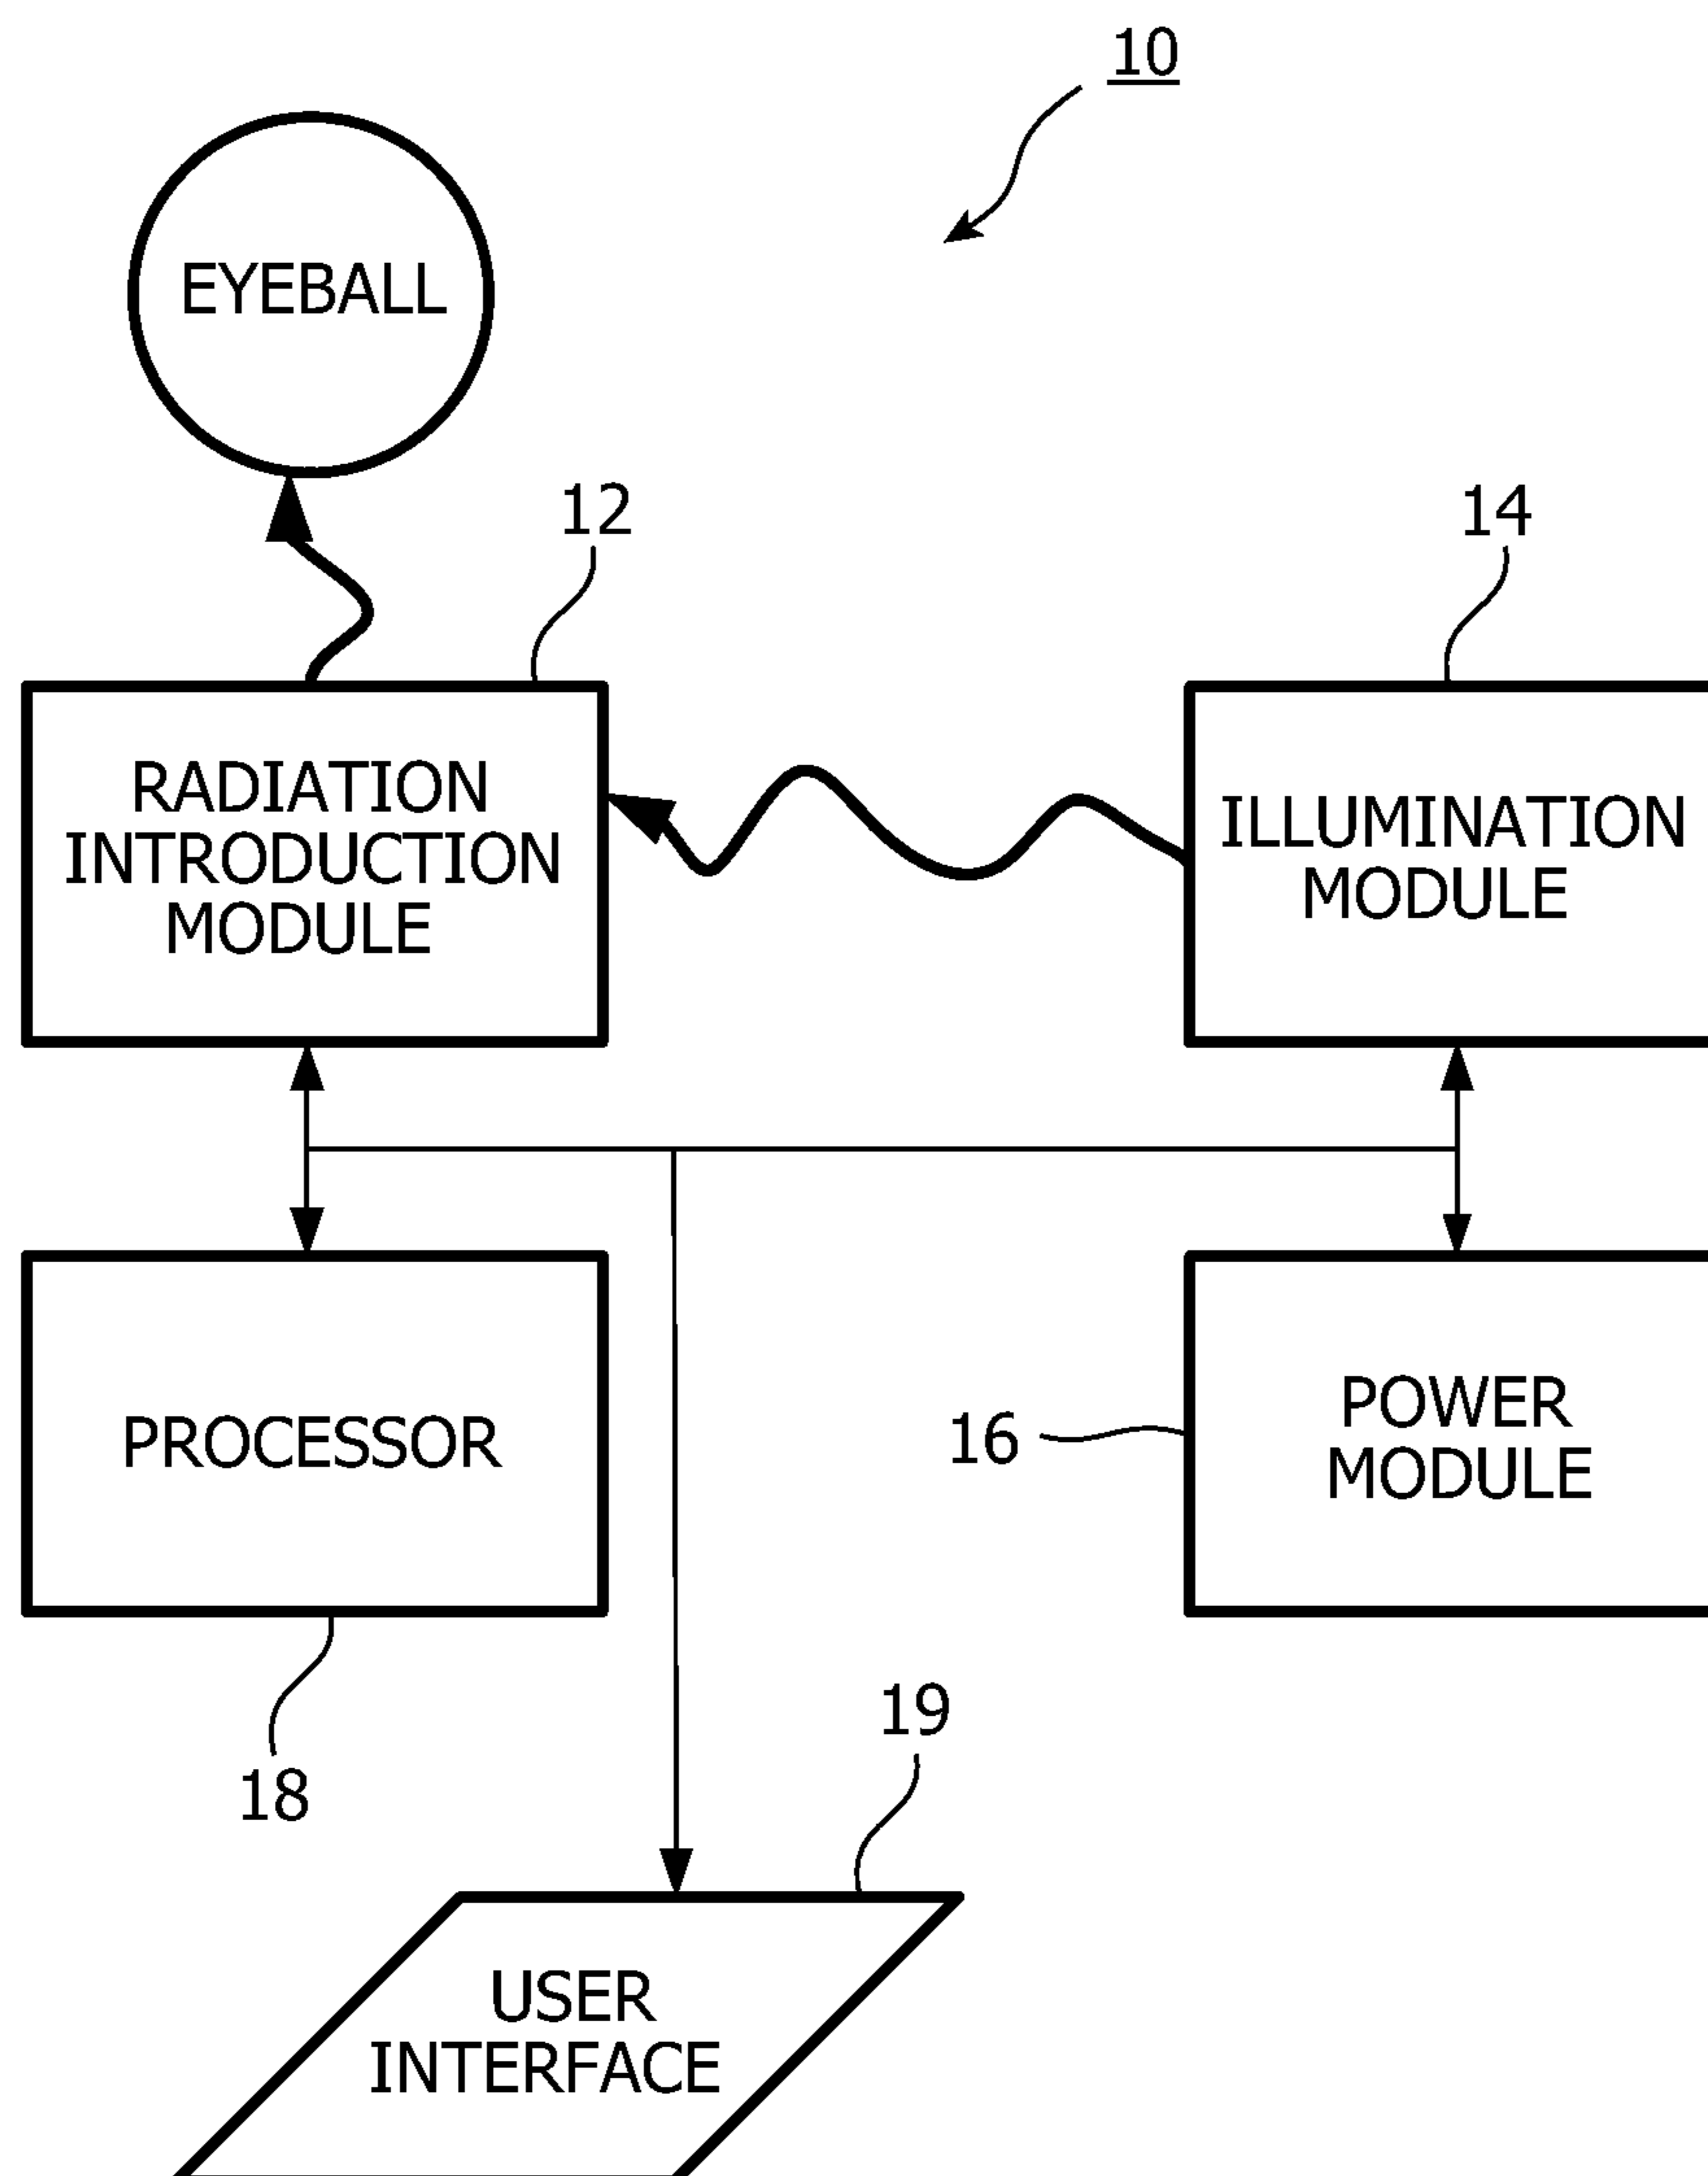 10
EYEBALL
12
14
RADIATION
INTRODUCTION
MODULE
ILLUMINATION
MODULE
PROCESSOR
16
POWER
MODULE
18
19
USER
INTERFACE